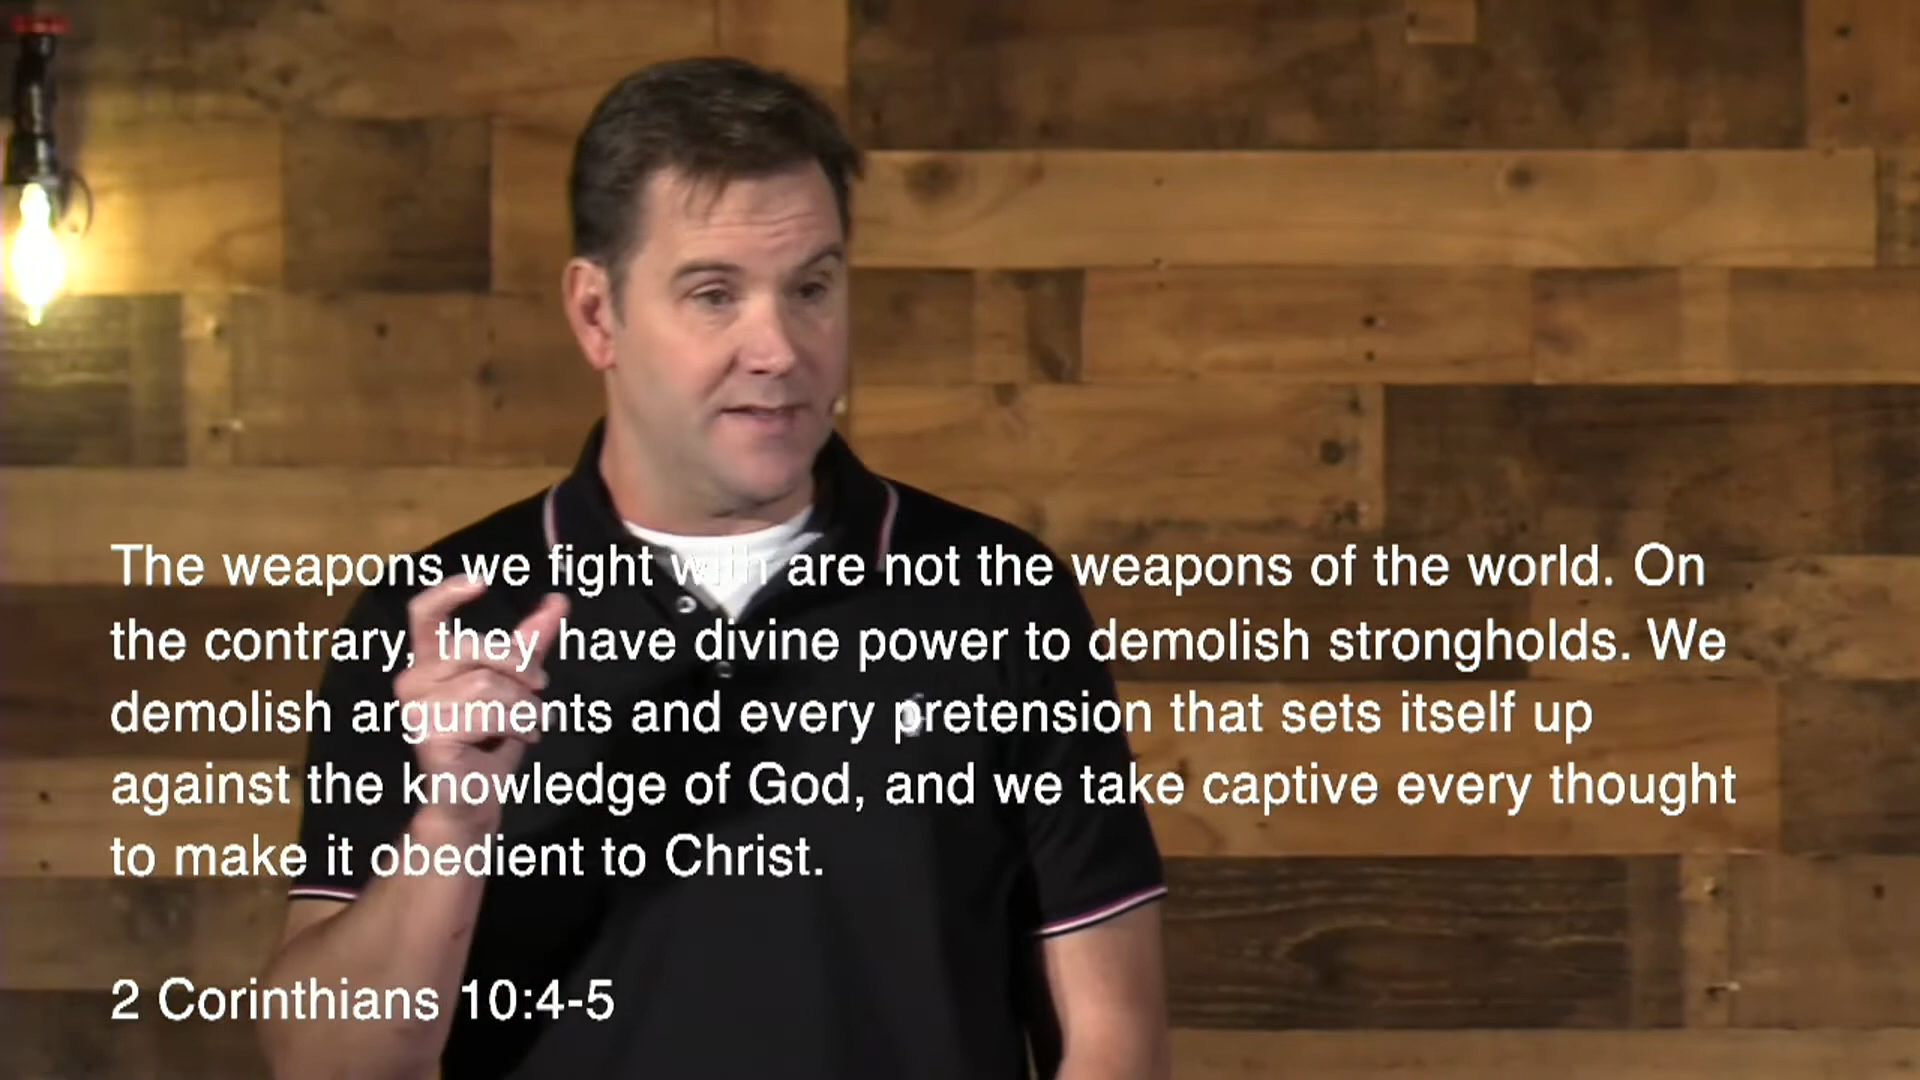 The weapons we fight with are not the weapons of the world. On
the contrary, they have divine power to demolish strongholds. We
demolish arguments and every pretension that sets itself up
against the knowledge of God, and we take captive every thought
to make it obedient to Christ.
2 Corinthians 10:4-5